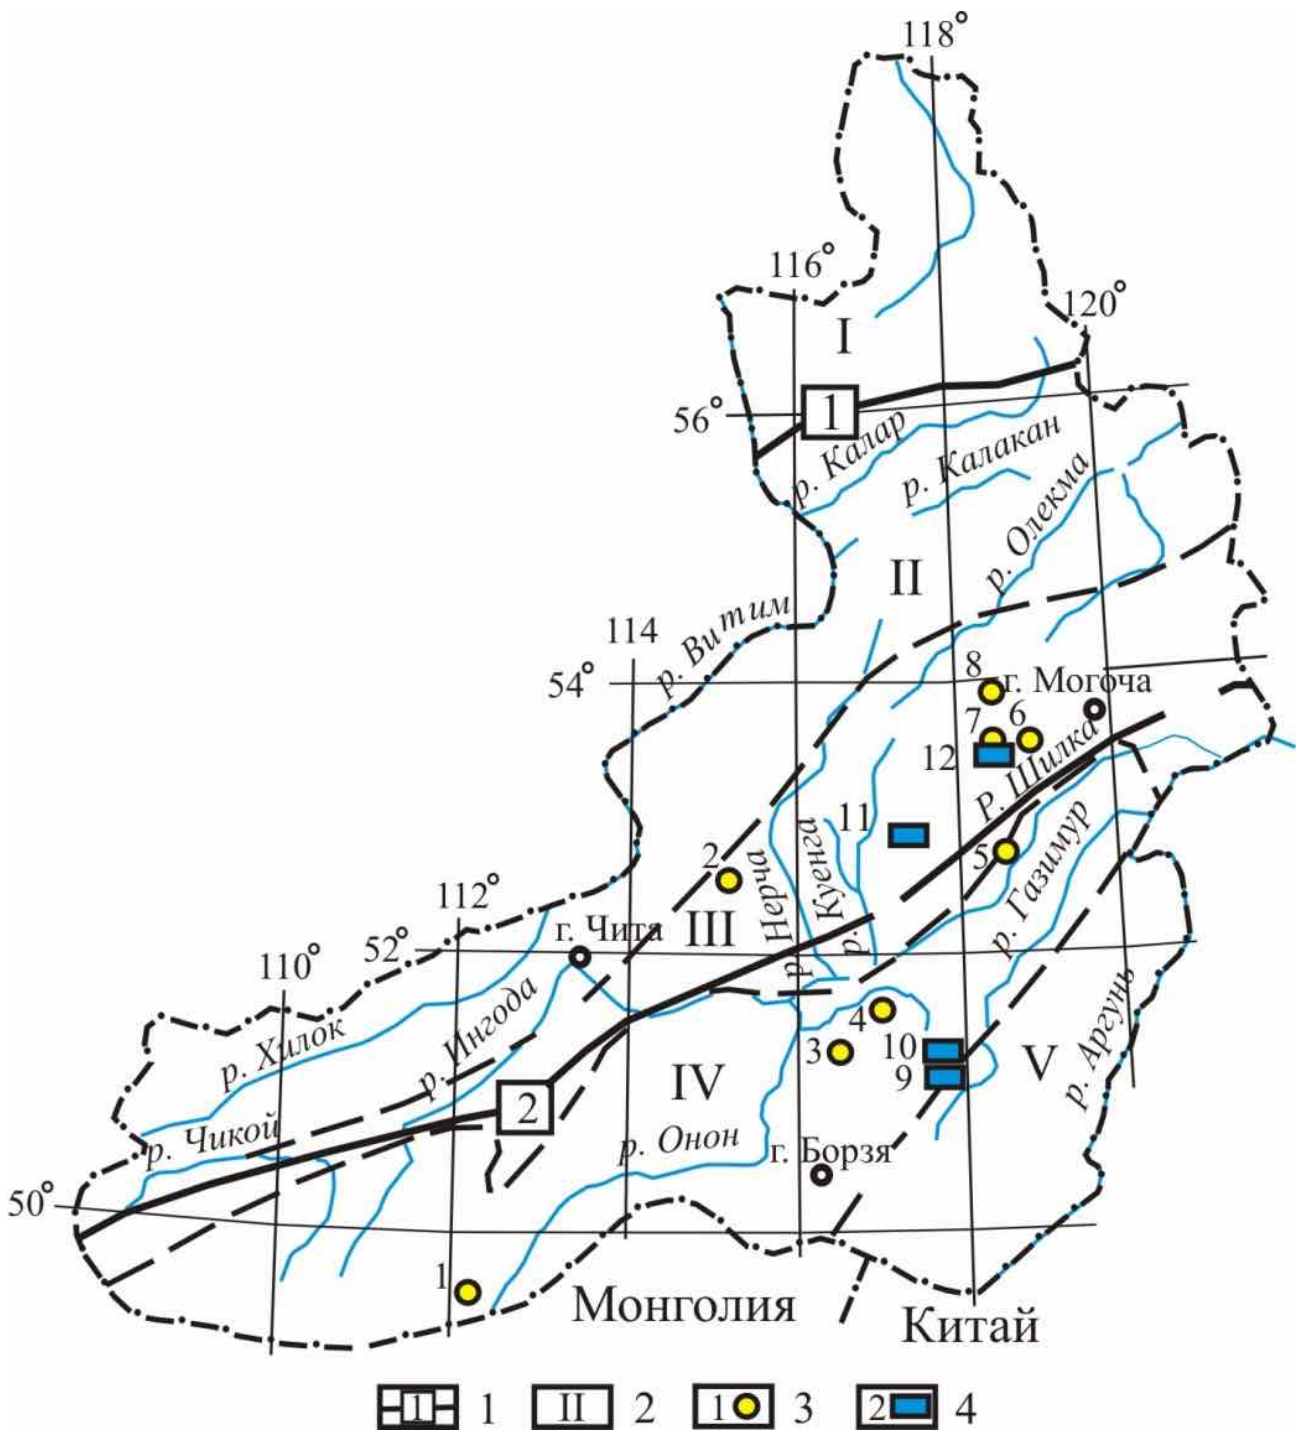 118°
116°
120°
I
56°
1
р. Калар
р. Калакан
р. Олекма
II
р. Витим
114
54°
8
г. Могоча
7
6
12
Р. Шилка
11
5
2
р. Нерча
р. Куенга
р. Газимур
112°
III
52°
г. Чита
110°
р. Хилок
р. Ингода
4
3
10
9
V
р. Аргунь
IV
2
р. Чикой
р. Онон
г. Борзя
50°
1
Монголия
Китай
1 1 II 2 1 3 2 4